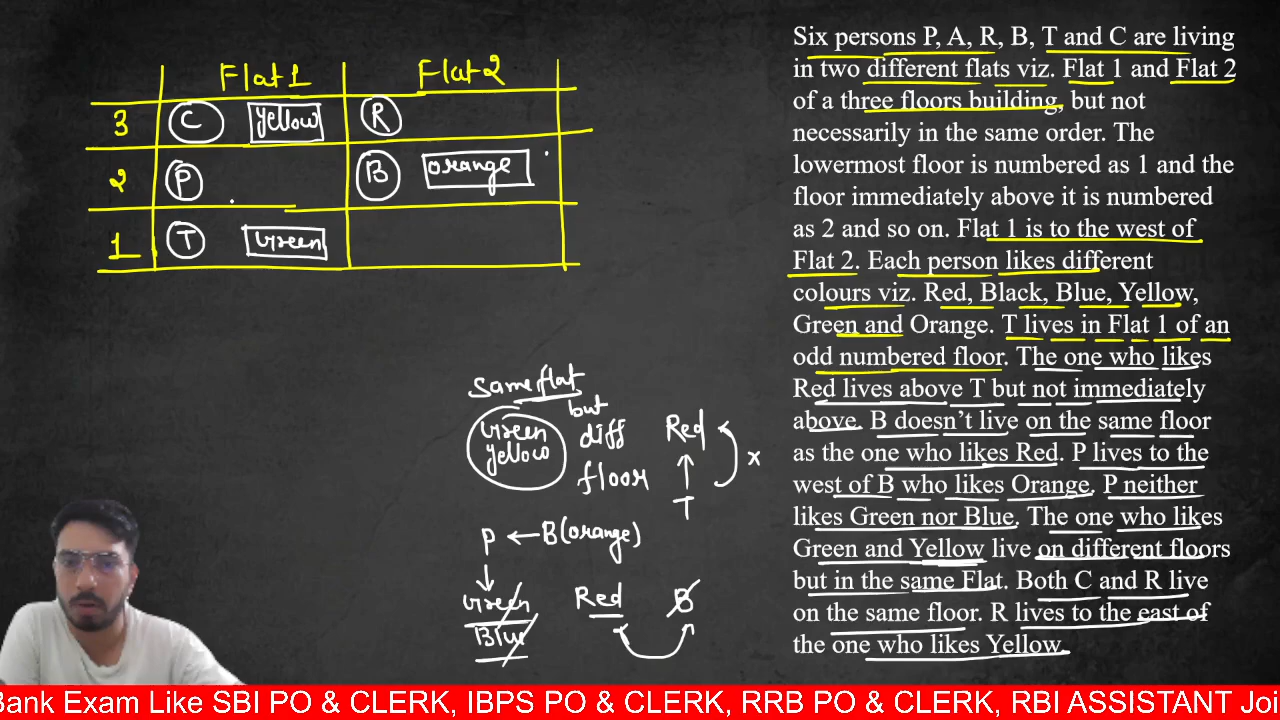 Flat 1 Flat 2
3 C Yellow R
2 P B orange
1 T Green
Same flat
but
Green
Yellow
diff
floor
Red
x
T
P ← B (orange)
Green
Blue
Red B
Six persons P, A, R, B, T and C are living
in two different flats viz. Flat 1 and Flat 2
of a three floors building, but not
necessarily in the same order. The
lowermost floor is numbered as 1 and the
floor immediately above it is numbered
as 2 and so on. Flat 1 is to the west of
Flat 2. Each person likes different
colours viz. Red, Black, Blue, Yellow,
Green and Orange. T lives in Flat 1 of an
odd numbered floor. The one who likes
Red lives above T but not immediately
above. B doesn’t live on the same floor
as the one who likes Red. P lives to the
west of B who likes Orange. P neither
likes Green nor Blue. The one who likes
Green and Yellow live on different floors
but in the same Flat. Both C and R live
on the same floor. R lives to the east of
the one who likes Yellow.
Bank Exam Like SBI PO & CLERK, IBPS PO & CLERK, RRB PO & CLERK, RBI ASSISTANT Joi